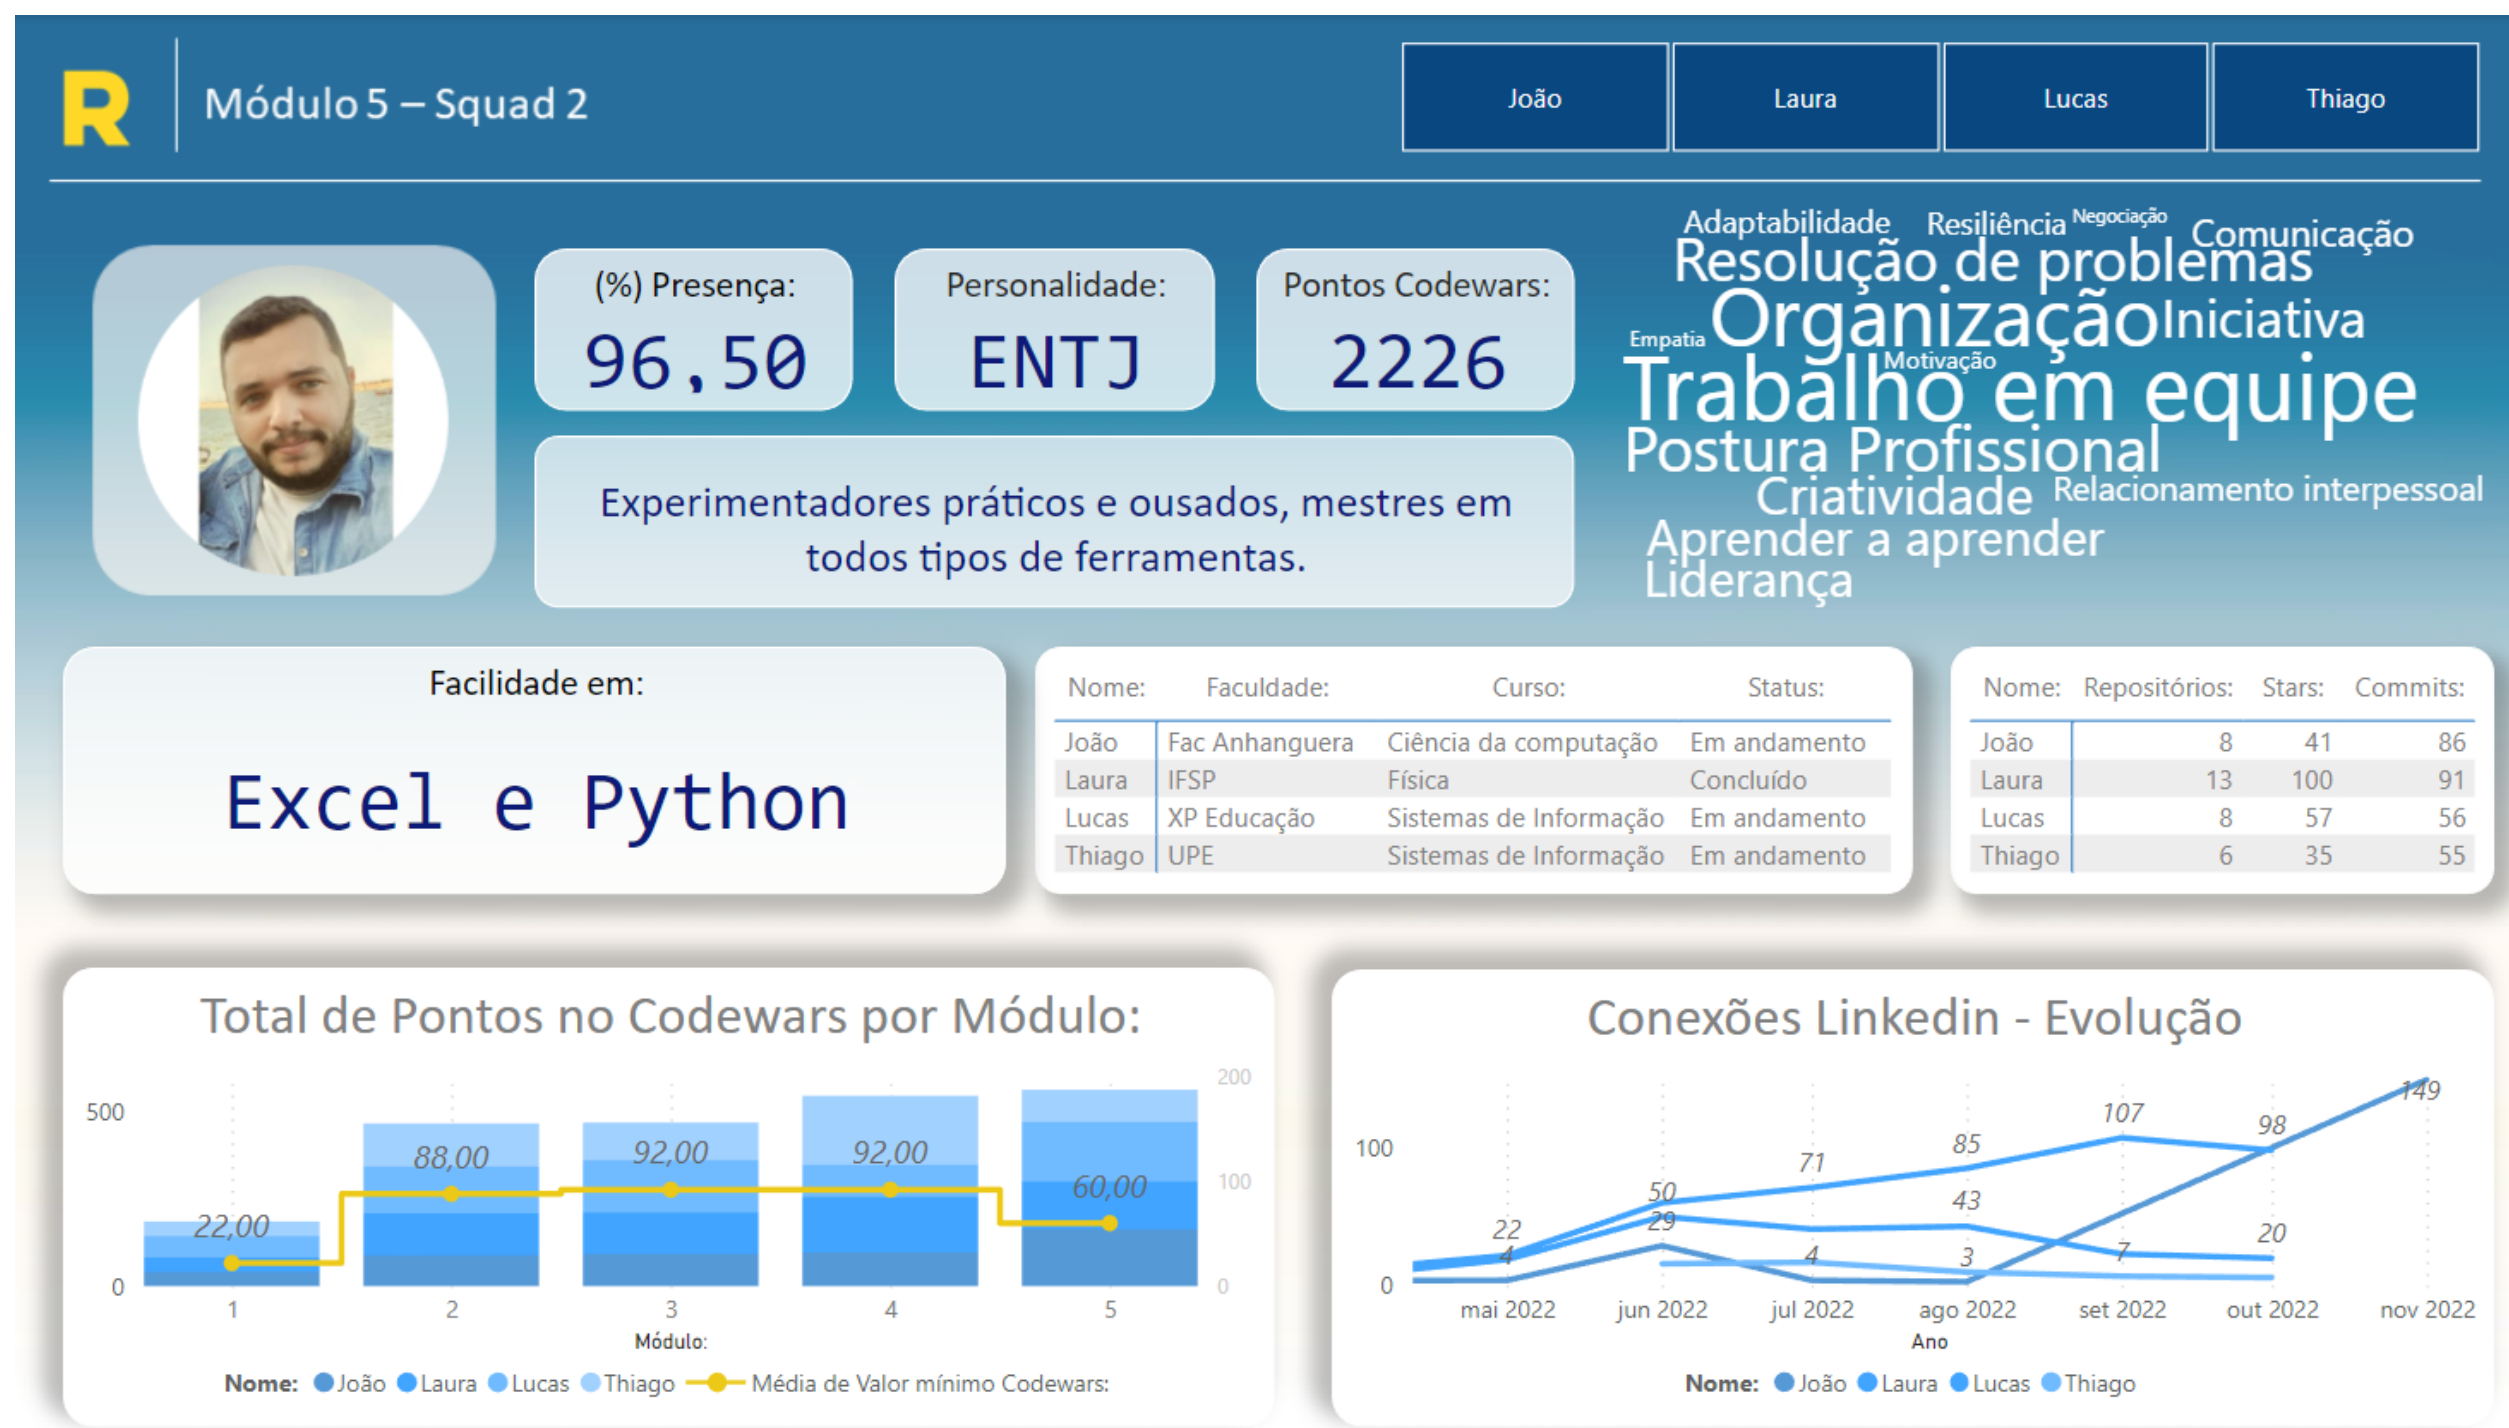 R
Módulo 5 – Squad 2
João
Laura
Lucas
Thiago
(%) Presença:
96,50
Personalidade:
ENTJ
Pontos Codewars:
2226
Experimentadores práticos e ousados, mestres em
todos tipos de ferramentas.
Adaptabilidade
Resiliência
Negociação
Comunicação
Resolução de problemas
Organização
Iniciativa
Empatia
Motivação
Trabalho em equipe
Postura Profissional
Criatividade
Relacionamento interpessoal
Aprender a aprender
Liderança
Facilidade em:
Excel e Python
Nome: Faculdade: Curso: Status:
João Fac Anhanguera Ciência da computação Em andamento
Laura IFSP Física Concluído
Lucas XP Educação Sistemas de Informação Em andamento
Thiago UPE Sistemas de Informação Em andamento
Nome: Repositórios: Stars: Commits:
João 8 41 86
Laura 13 100 91
Lucas 8 57 56
Thiago 6 35 55
Total de Pontos no Codewars por Módulo:
500
0
200
100
0
22,00
88,00
92,00
92,00
60,00
1 2 3 4 5
Módulo:
Nome: João Laura Lucas Thiago Média de Valor mínimo Codewars:
Conexões Linkedin - Evolução
100
0
22
4
50
29
71
4
85
43
3
107
7
98
20
149
mai 2022 jun 2022 jul 2022 ago 2022 set 2022 out 2022 nov 2022
Ano
Nome: João Laura Lucas Thiago